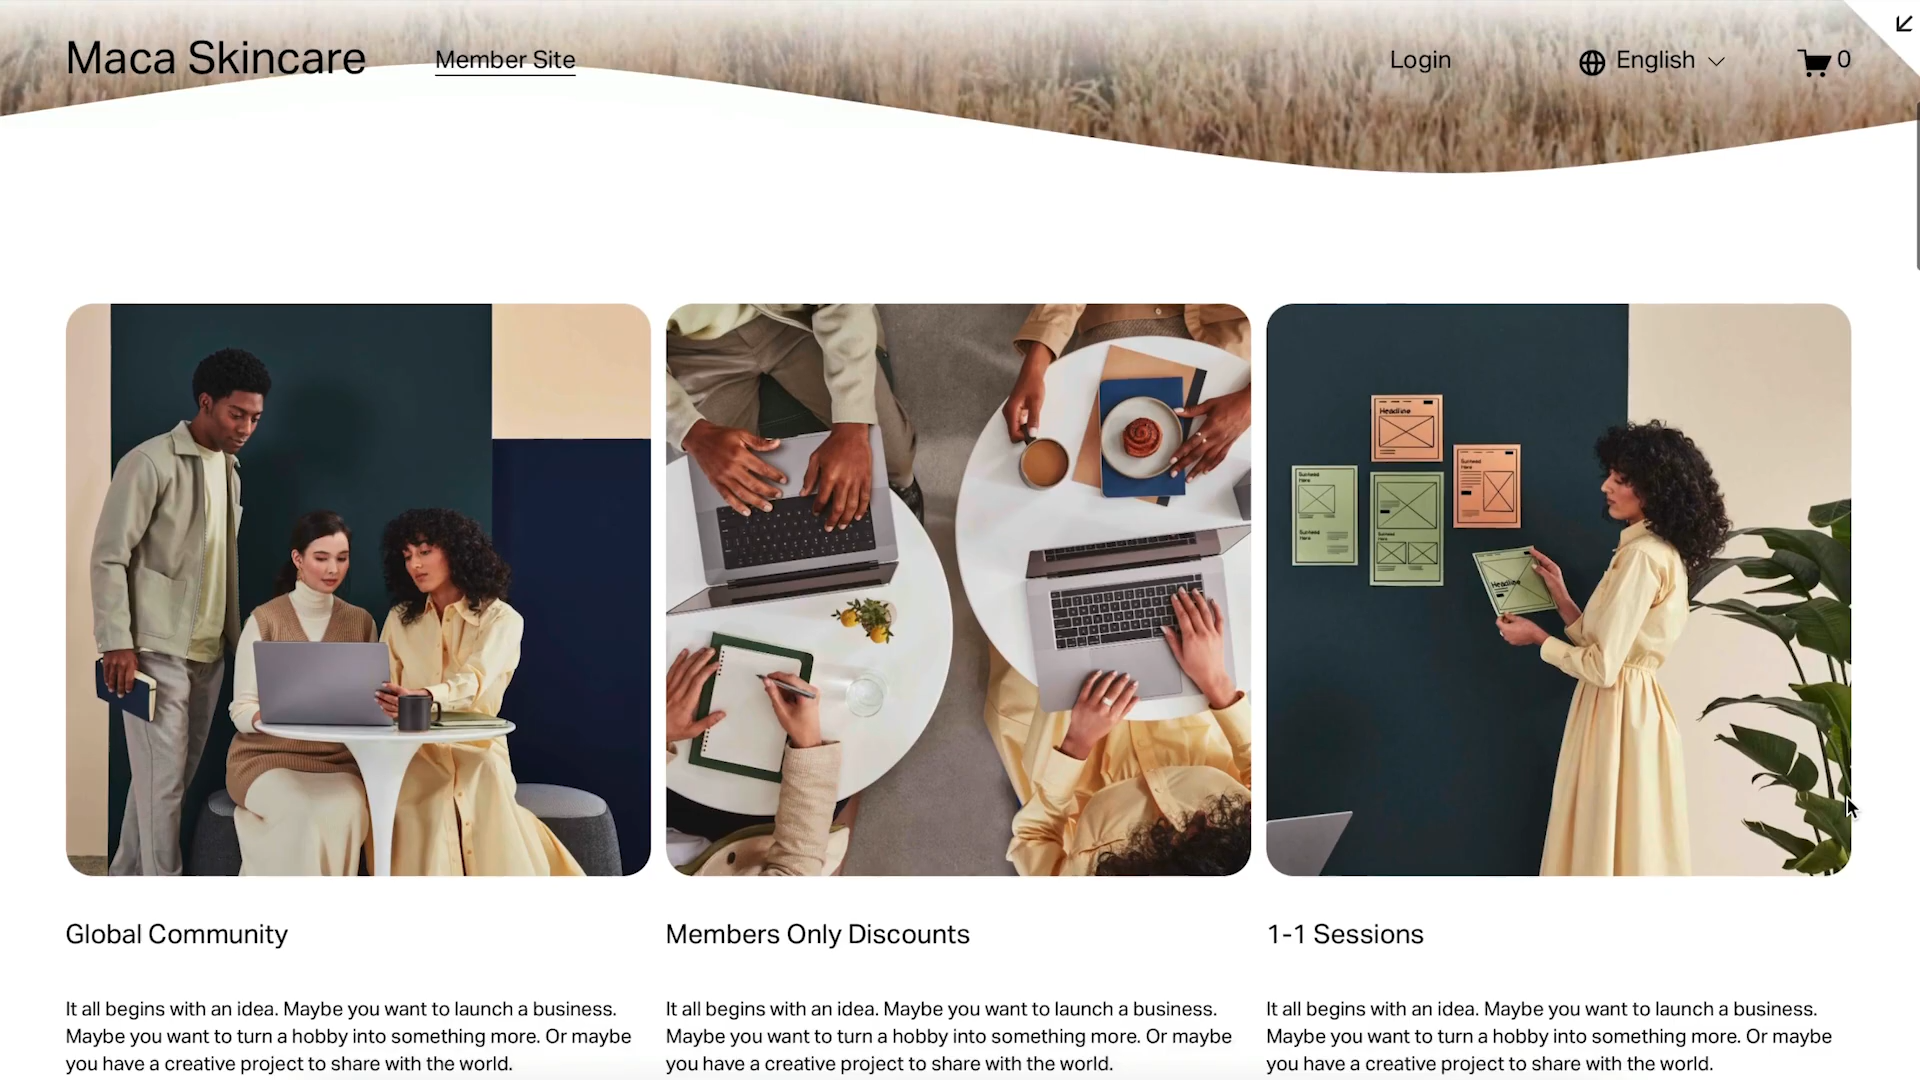 Maca Skincare
Member Site
Login
English
0
Headline
Headline
Global Community
Members Only Discounts
1-1 Sessions
It all begins with an idea. Maybe you want to launch a business.
Maybe you want to turn a hobby into something more. Or maybe
you have a creative project to share with the world.
It all begins with an idea. Maybe you want to launch a business.
Maybe you want to turn a hobby into something more. Or maybe
you have a creative project to share with the world.
It all begins with an idea. Maybe you want to launch a business.
Maybe you want to turn a hobby into something more. Or maybe
you have a creative project to share with the world.